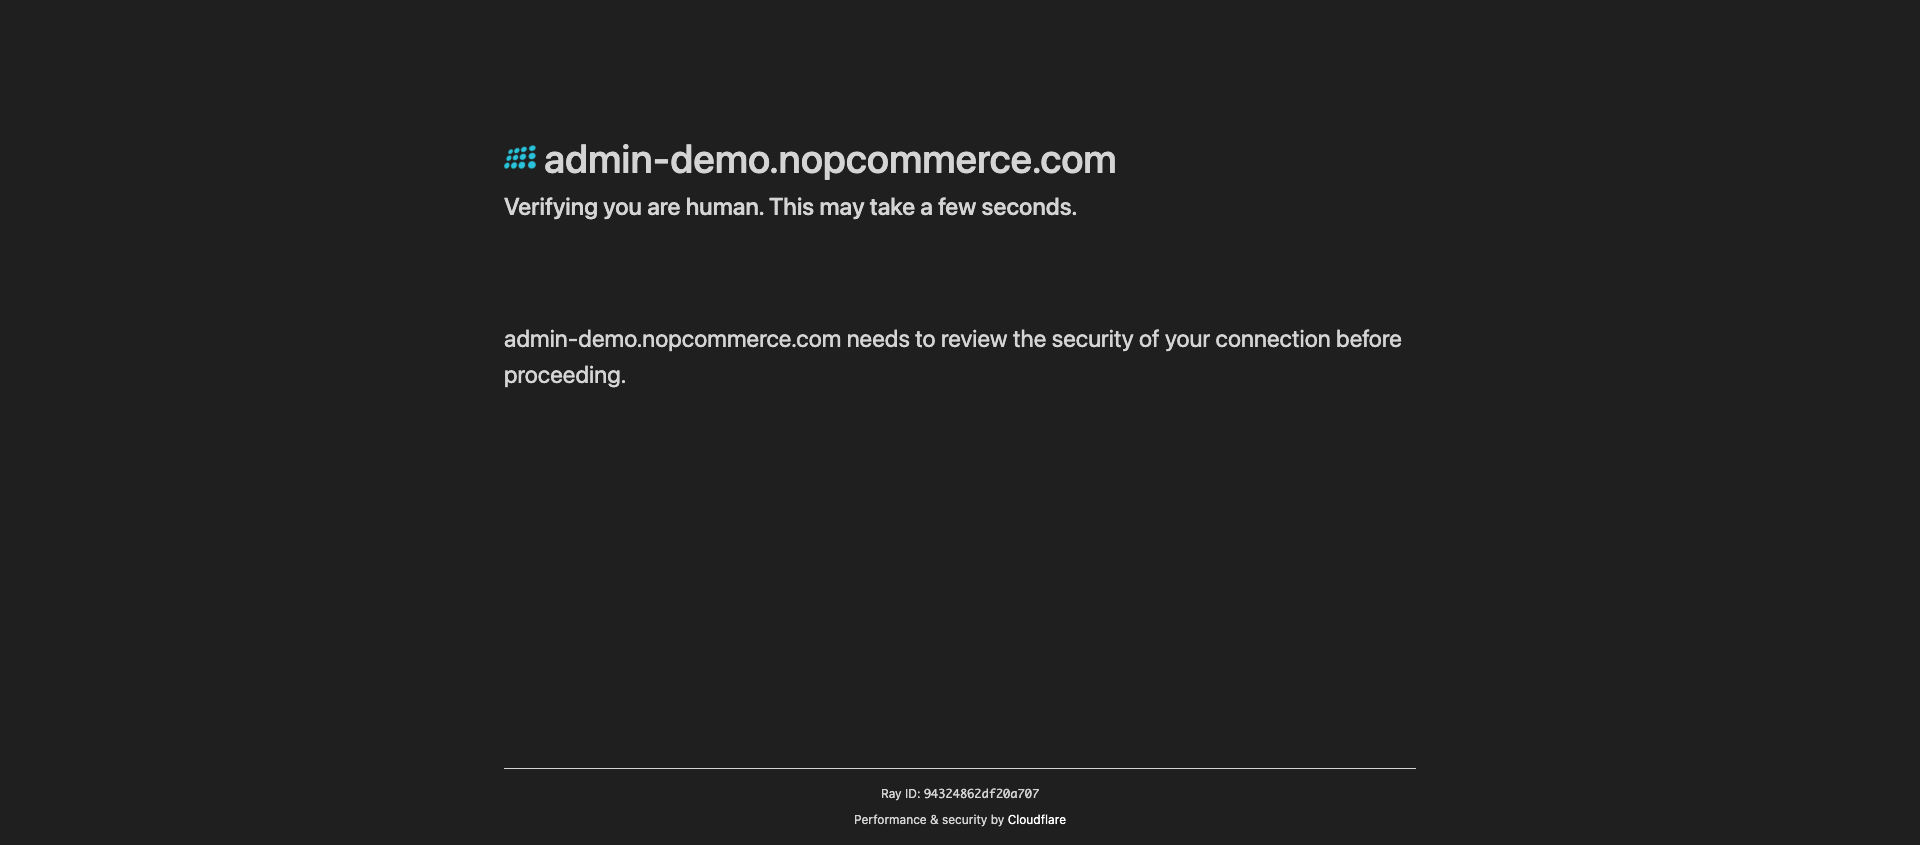 admin-demo.nopcommerce.com
Verifying you are human. This may take a few seconds.
admin-demo.nopcommerce.com needs to review the security of your connection before
proceeding.
Ray ID: 94324862df20a707
Performance & security by Cloudflare